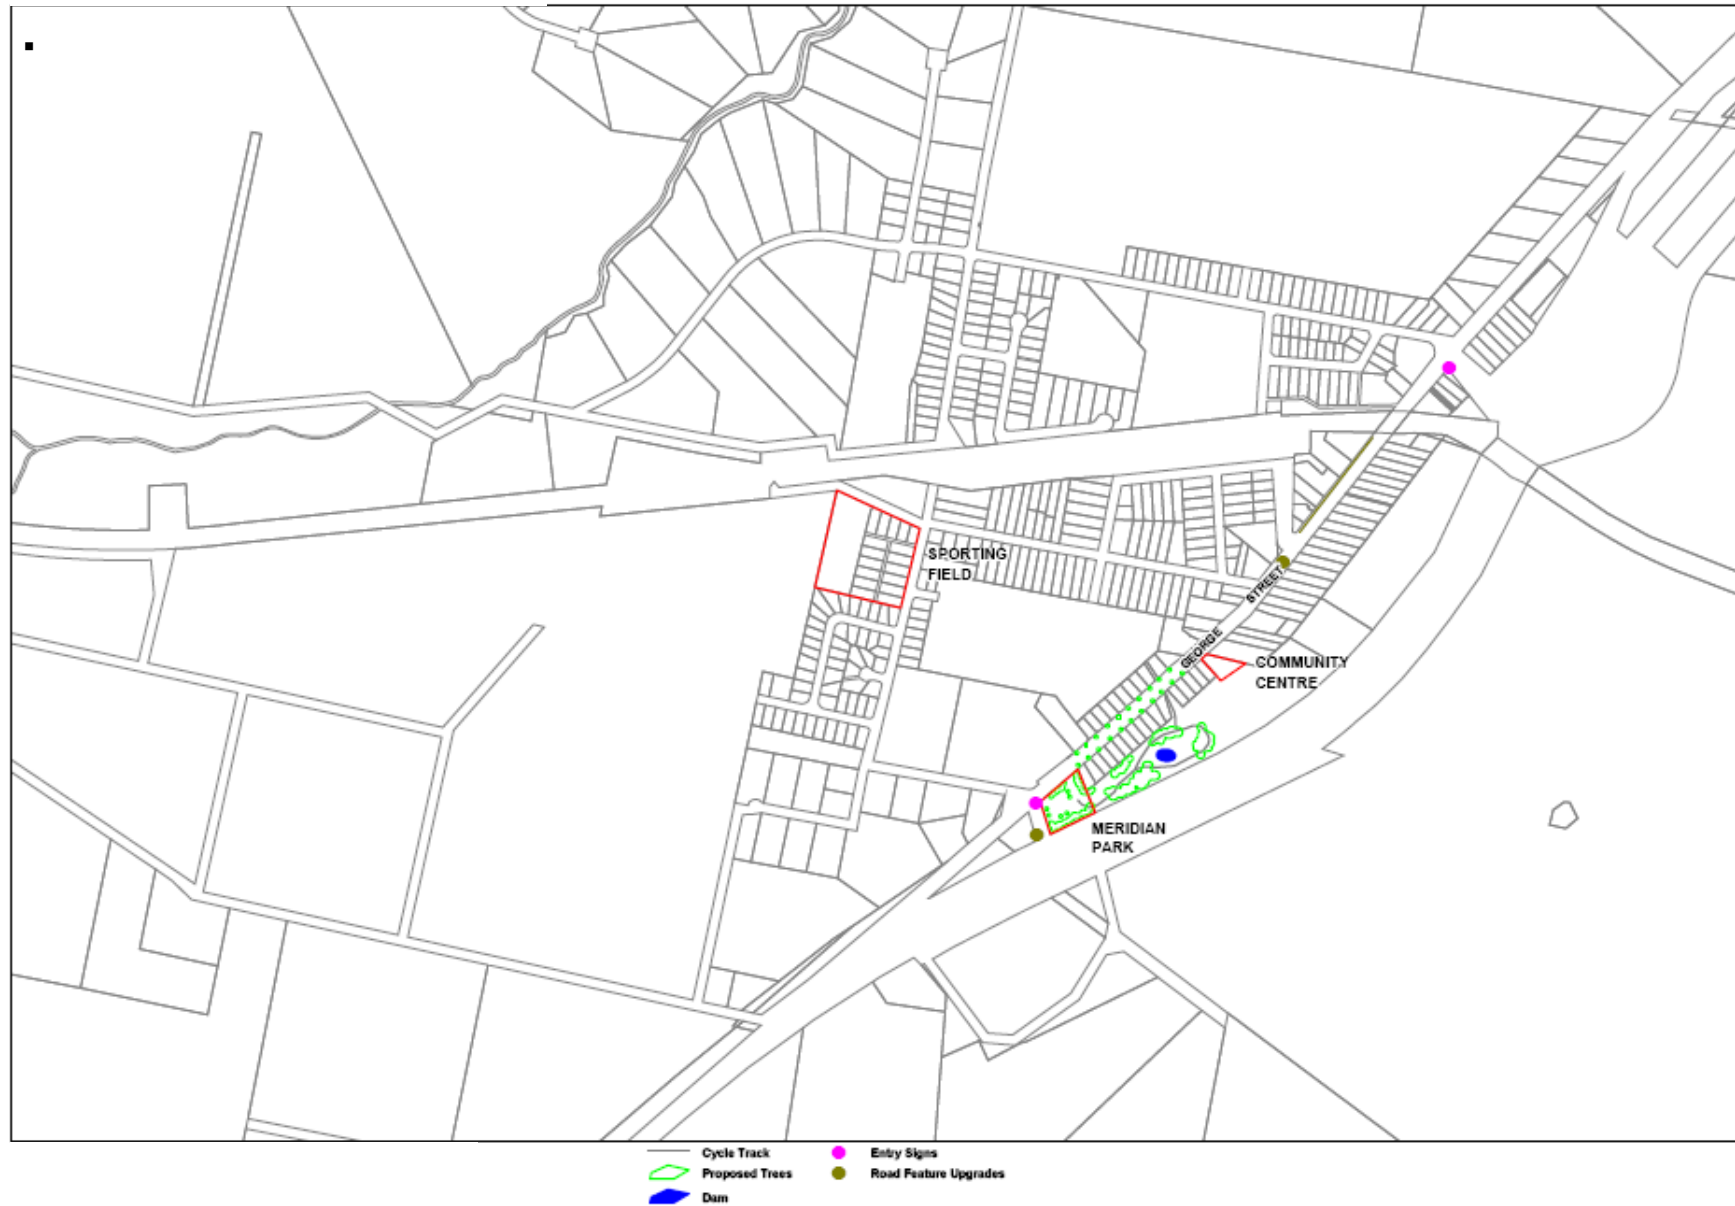 SPORTING
FIELD
GEORGE STREET
COMMUNITY
CENTRE
MERIDIAN
PARK
Cycle Track
Entry Signs
Proposed Trees
Road Feature Upgrades
Dam